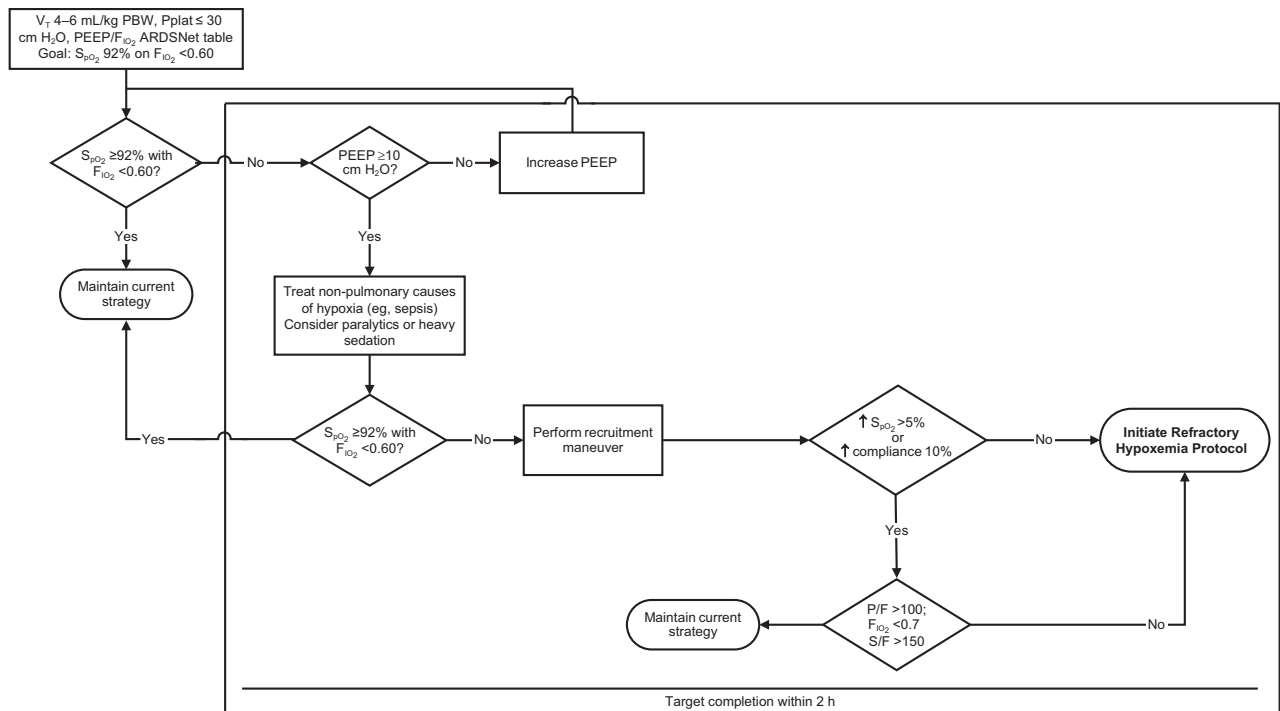 V_T 4–6 mL/kg PBW, Pplat ≤ 30
cm H₂O, PEEP/F_IO₂ ARDSNet table
Goal: S_pO₂ 92% on F_IO₂ <0.60
S_pO₂ ≥92% with
F_IO₂ <0.60?
No
PEEP ≥10
cm H₂O?
No
Increase PEEP
Yes
Yes
Maintain current
strategy
Treat non-pulmonary causes
of hypoxia (eg, sepsis)
Consider paralytics or heavy
sedation
Yes
S_pO₂ ≥92% with
F_IO₂ <0.60?
No
Perform recruitment
maneuver
↑ S_pO₂ >5%
or
↑ compliance 10%
No
Initiate Refractory
Hypoxemia Protocol
Yes
Maintain current
strategy
P/F >100;
F_IO₂ <0.7
S/F >150
No
Target completion within 2 h